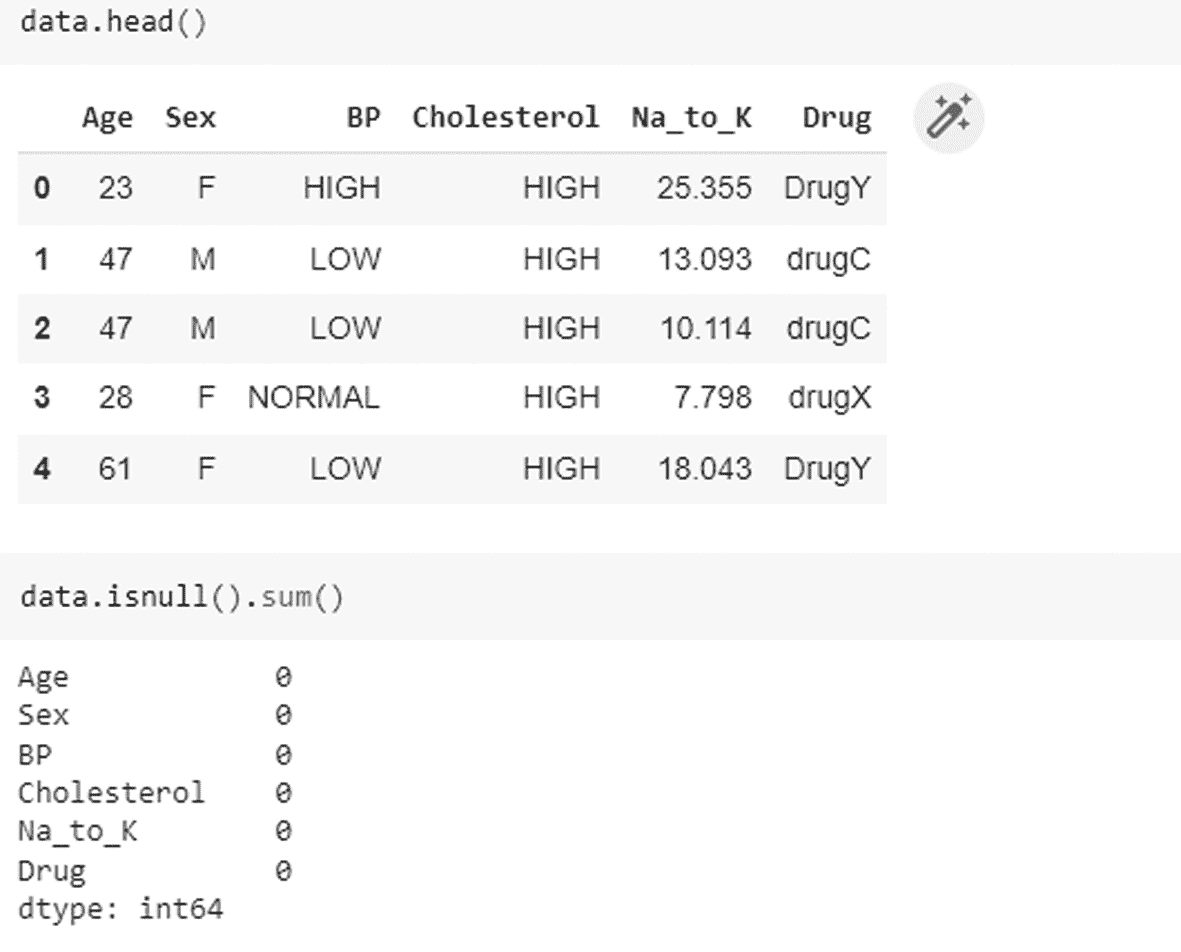 data.head()
Age Sex BP Cholesterol Na_to_K Drug
0 23 F HIGH HIGH 25.355 DrugY
1 47 M LOW HIGH 13.093 drugC
2 47 M LOW HIGH 10.114 drugC
3 28 F NORMAL HIGH 7.798 drugX
4 61 F LOW HIGH 18.043 DrugY
data.isnull().sum()
Age 0
Sex 0
BP 0
Cholesterol 0
Na_to_K 0
Drug 0
dtype: int64